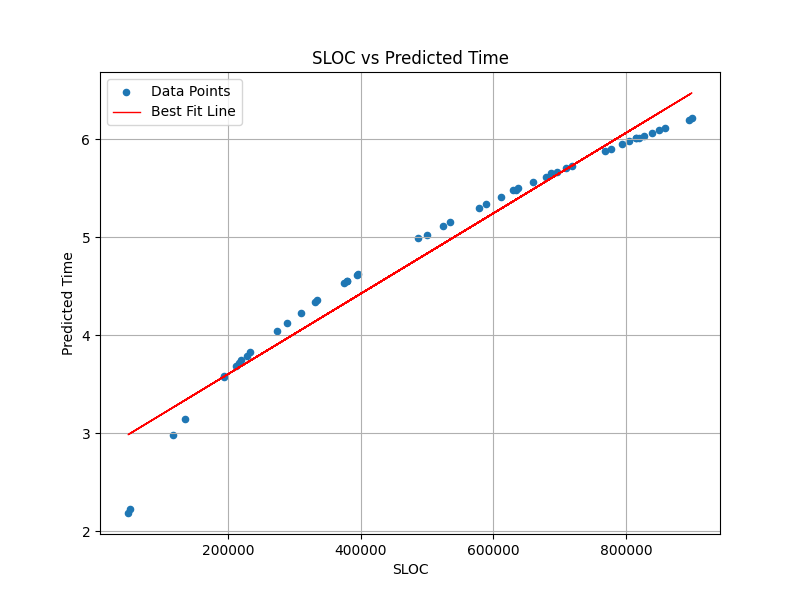 SLOC vs Predicted Time
Data Points
Best Fit Line
6
5
4
3
2
Predicted Time
200000
400000
600000
800000
SLOC